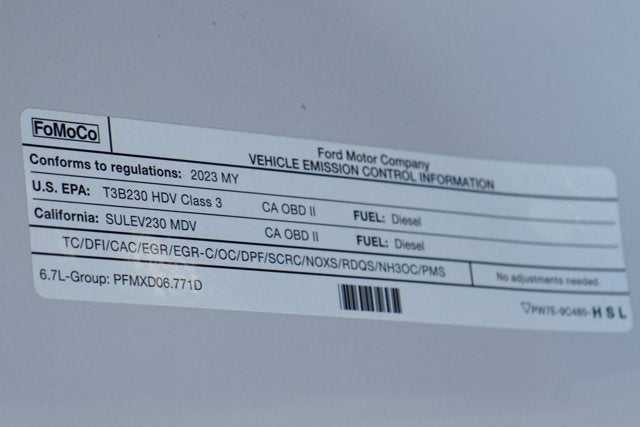 FoMoCo
Ford Motor Company
VEHICLE EMISSION CONTROL INFORMATION
Conforms to regulations: 2023 MY
U.S. EPA: T3B230 HDV Class 3 CA OBD II FUEL: Diesel
California: SULEV230 MDV CA OBD II FUEL: Diesel
TC/DFI/CAC/EGR/EGR-C/OC/DPF/SCRC/NOXS/RDQS/NH3OC/PMS No adjustments needed.
6.7L-Group: PFMXD06.771D PW7E-9C485-HSL